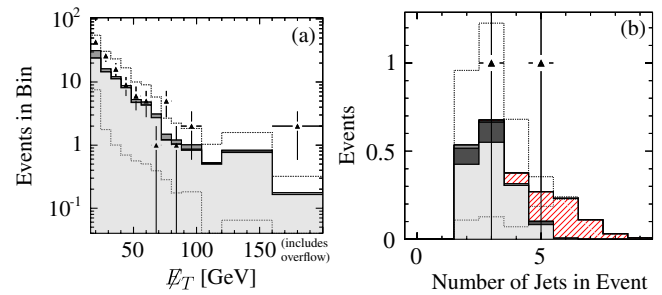 (a)
Events in Bin
10²
10
1
10⁻¹
50 100 150
(includes
overflow)
E̸_T [GeV]
(b)
Events
1
0.5
0
0 5
Number of Jets in Event